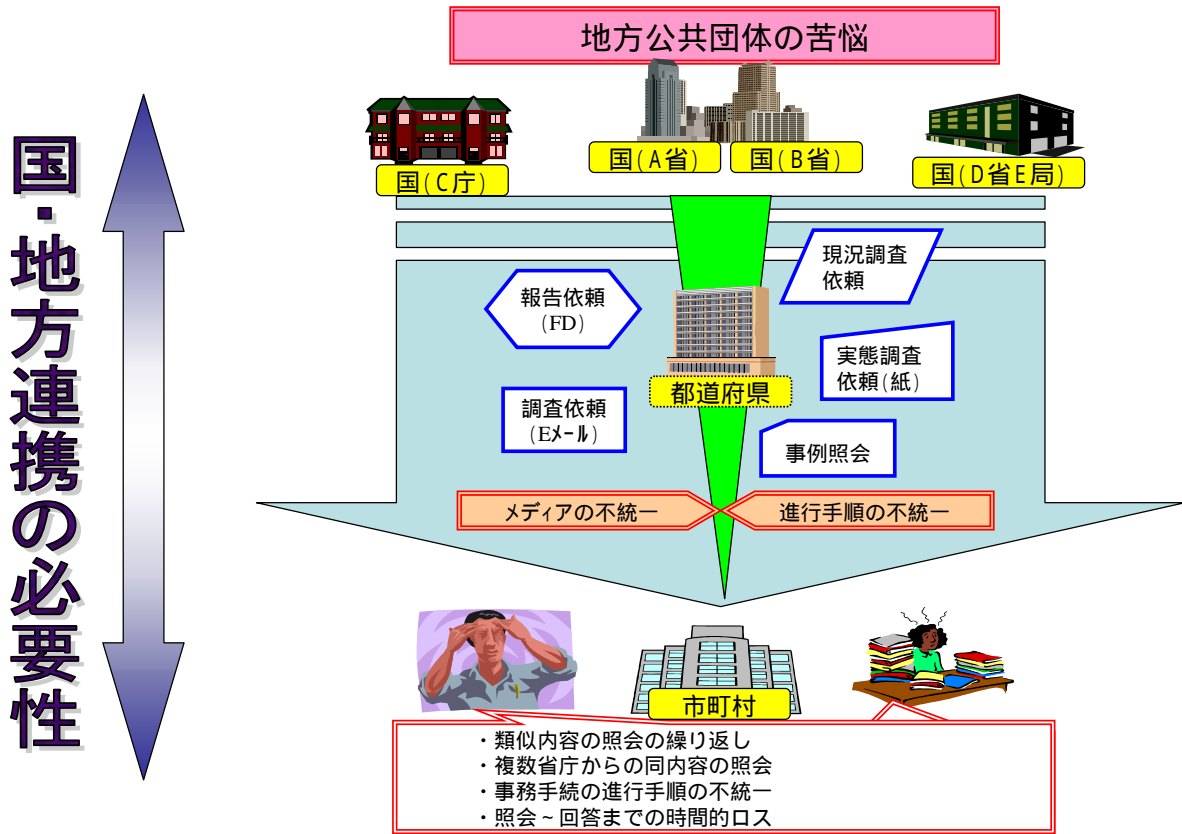 地方公共団体の苦悩
国・地方連携の必要性
国(C庁)
国(A省)
国(B省)
国(D省E局)
現況調査
依頼
報告依頼
(FD)
実態調査
依頼(紙)
都道府県
調査依頼
(Eメール)
事例照会
メディアの不統一
進行手順の不統一
市町村
・類似内容の照会の繰り返し
・複数省庁からの同内容の照会
・事務手続の進行手順の不統一
・照会~回答までの時間的ロス